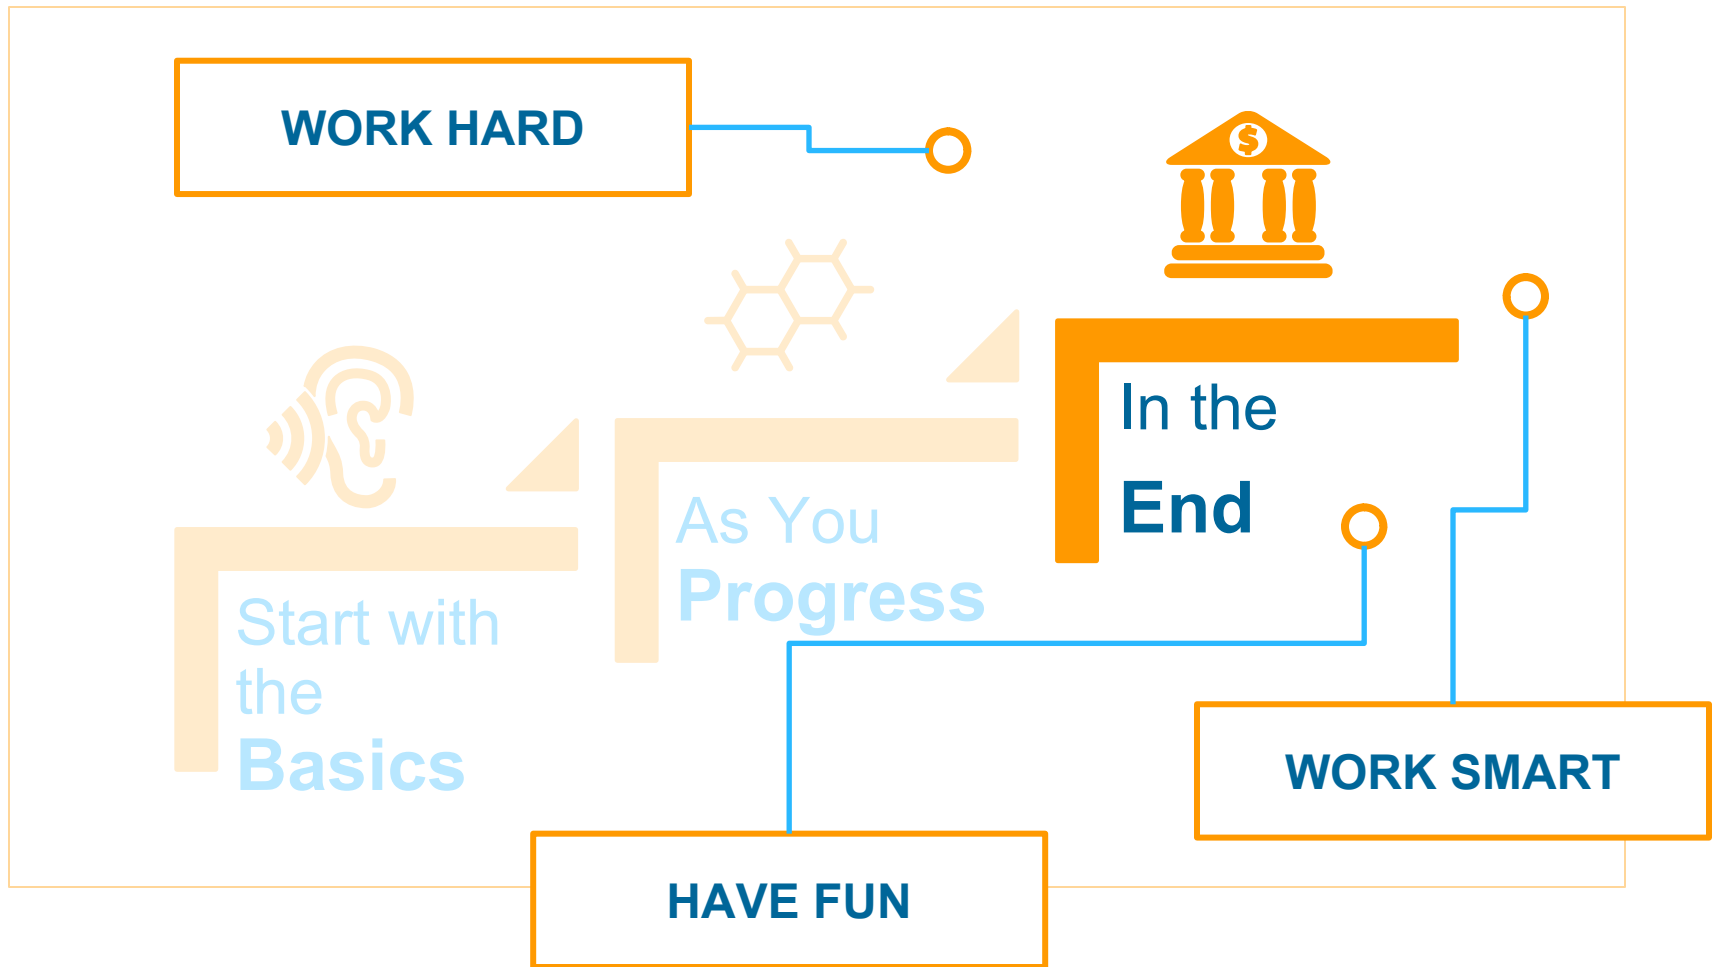 WORK HARD
$
In the
End
As You
Progress
Start with
the
Basics
WORK SMART
HAVE FUN